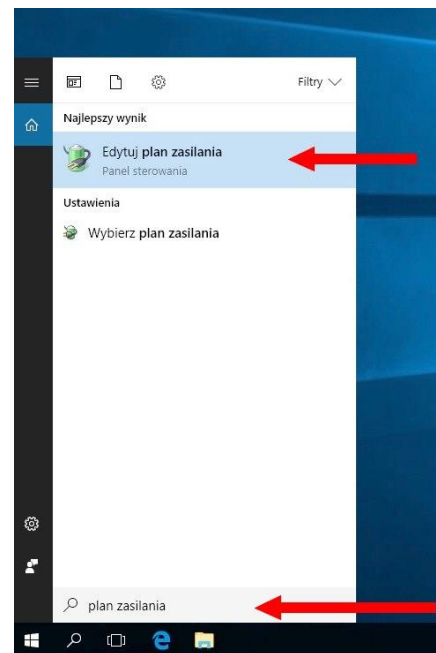 Filtry
Najlepszy wynik
Edytuj plan zasilania
Panel sterowania
Ustawienia
Wybierz plan zasilania
plan zasilania